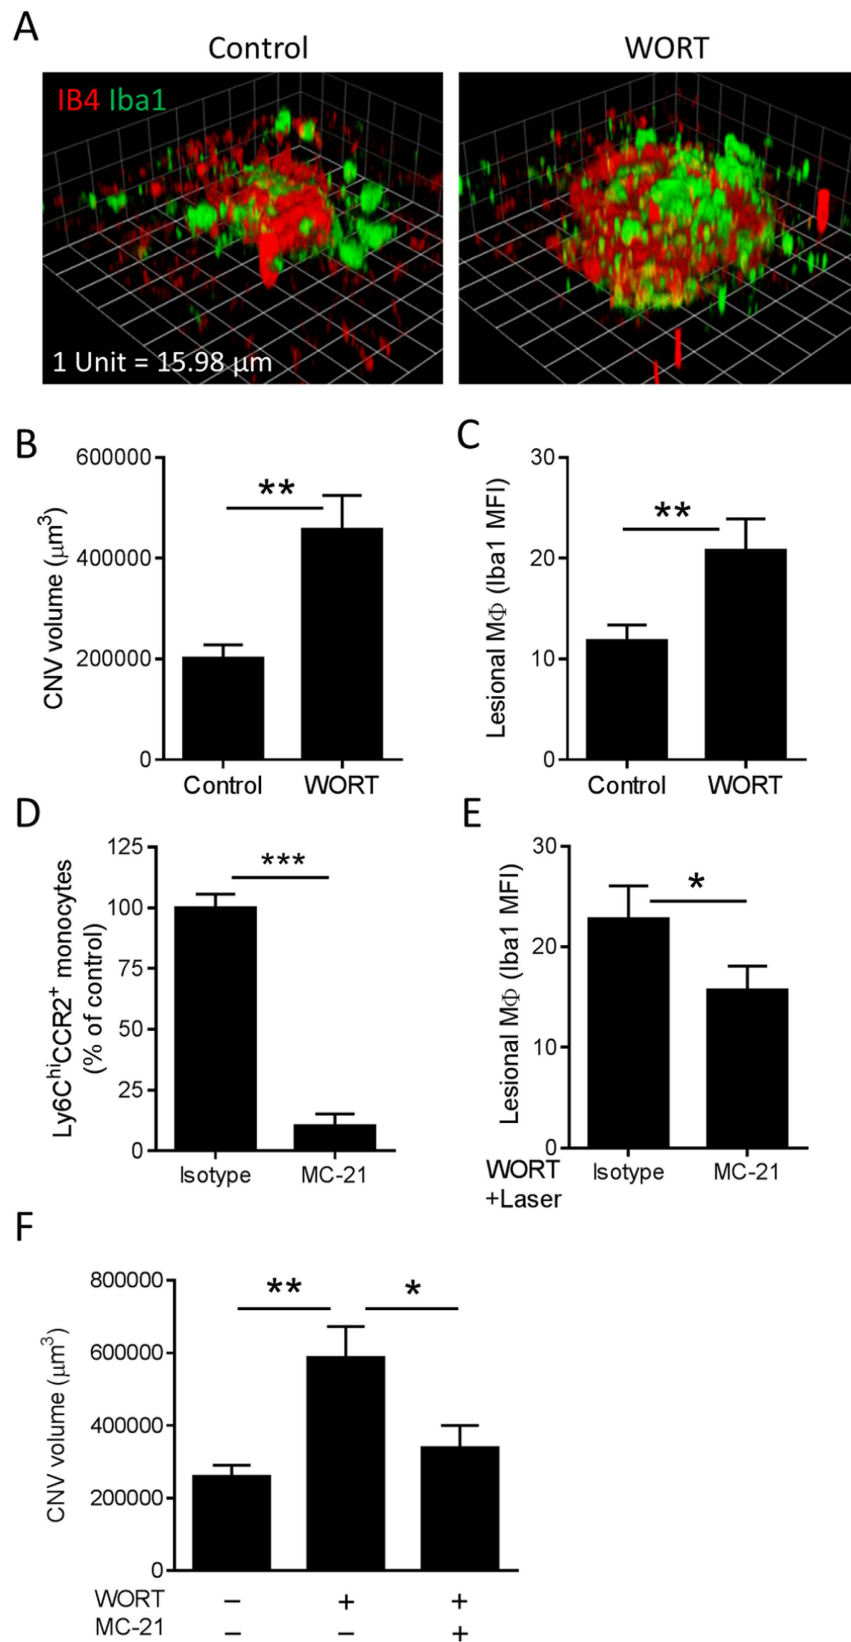 A
Control
WORT
IB4 Iba1
1 Unit = 15.98 µm
B
CNV volume (µm³)
600000
400000
200000
0
**
Control
WORT
C
Lesional MΦ (Iba1 MFI)
30
20
10
0
**
Control
WORT
D
Ly6C^hiCCR2⁺ monocytes
(% of control)
125
100
75
50
25
0
***
Isotype
MC-21
E
Lesional MΦ (Iba1 MFI)
30
20
10
0
*
WORT
+Laser
Isotype
MC-21
F
CNV volume (µm³)
800000
600000
400000
200000
0
**
*
WORT − + +
MC-21 − − +